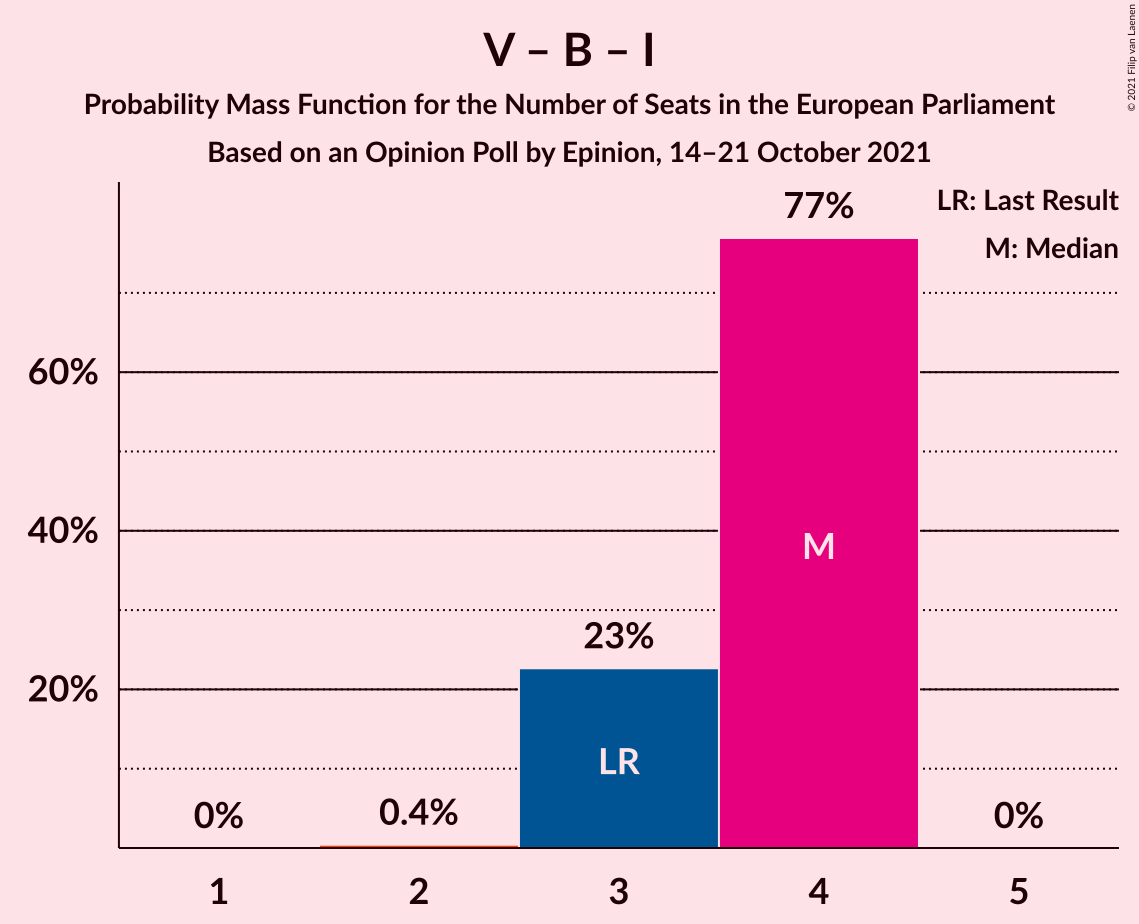 V – B – I
Probability Mass Function for the Number of Seats in the European Parliament
Based on an Opinion Poll by Epinion, 14–21 October 2021
© 2021 Filip van Laenen
LR: Last Result
M: Median
77%
60%
40%
20%
M
23%
LR
0%
0.4%
0%
1
2
3
4
5